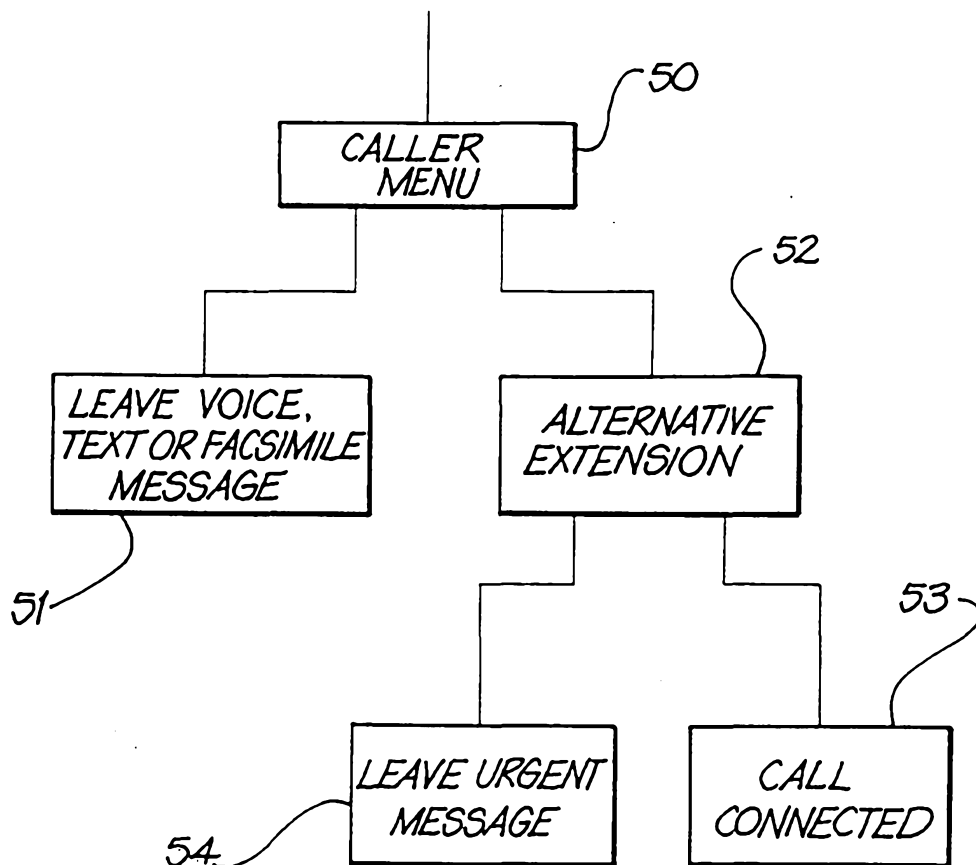 50
CALLER
MENU
52
LEAVE VOICE,
TEXT OR FACSIMILE
MESSAGE
51
ALTERNATIVE
EXTENSION
53
LEAVE URGENT
MESSAGE
54
CALL
CONNECTED